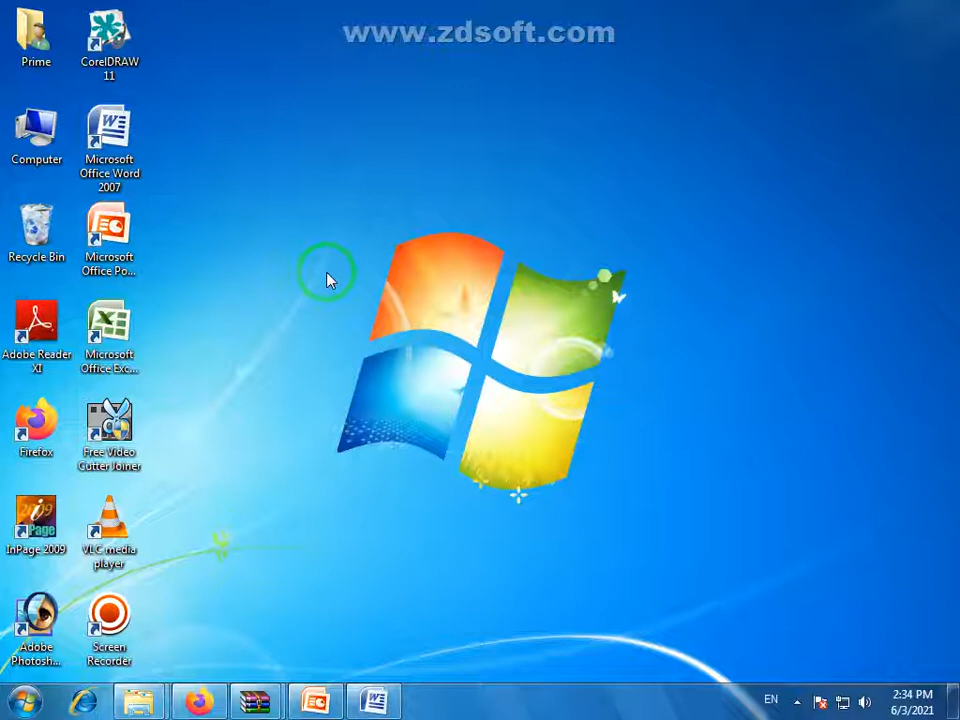 www.zdsoft.com
Prime
CorelDRAW
11
Computer
Microsoft
Office Word
2007
Recycle Bin
Microsoft
Office Po...
Adobe Reader
XI
Microsoft
Office Exc...
Firefox
Free Video
Cutter Joiner
2009
InPage
InPage 2009
VLC media
player
Adobe
Photosh...
Screen
Recorder
EN
2:34 PM
6/3/2021